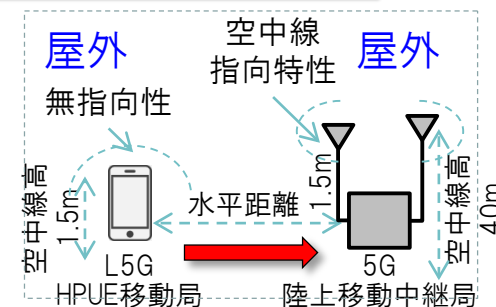 屋外
無指向性
空中線
指向特性
屋外
空中線高
1.5m
水平距離
1.5m
空中線高
40m
L5G
HPUE移動局
5G
陸上移動中継局